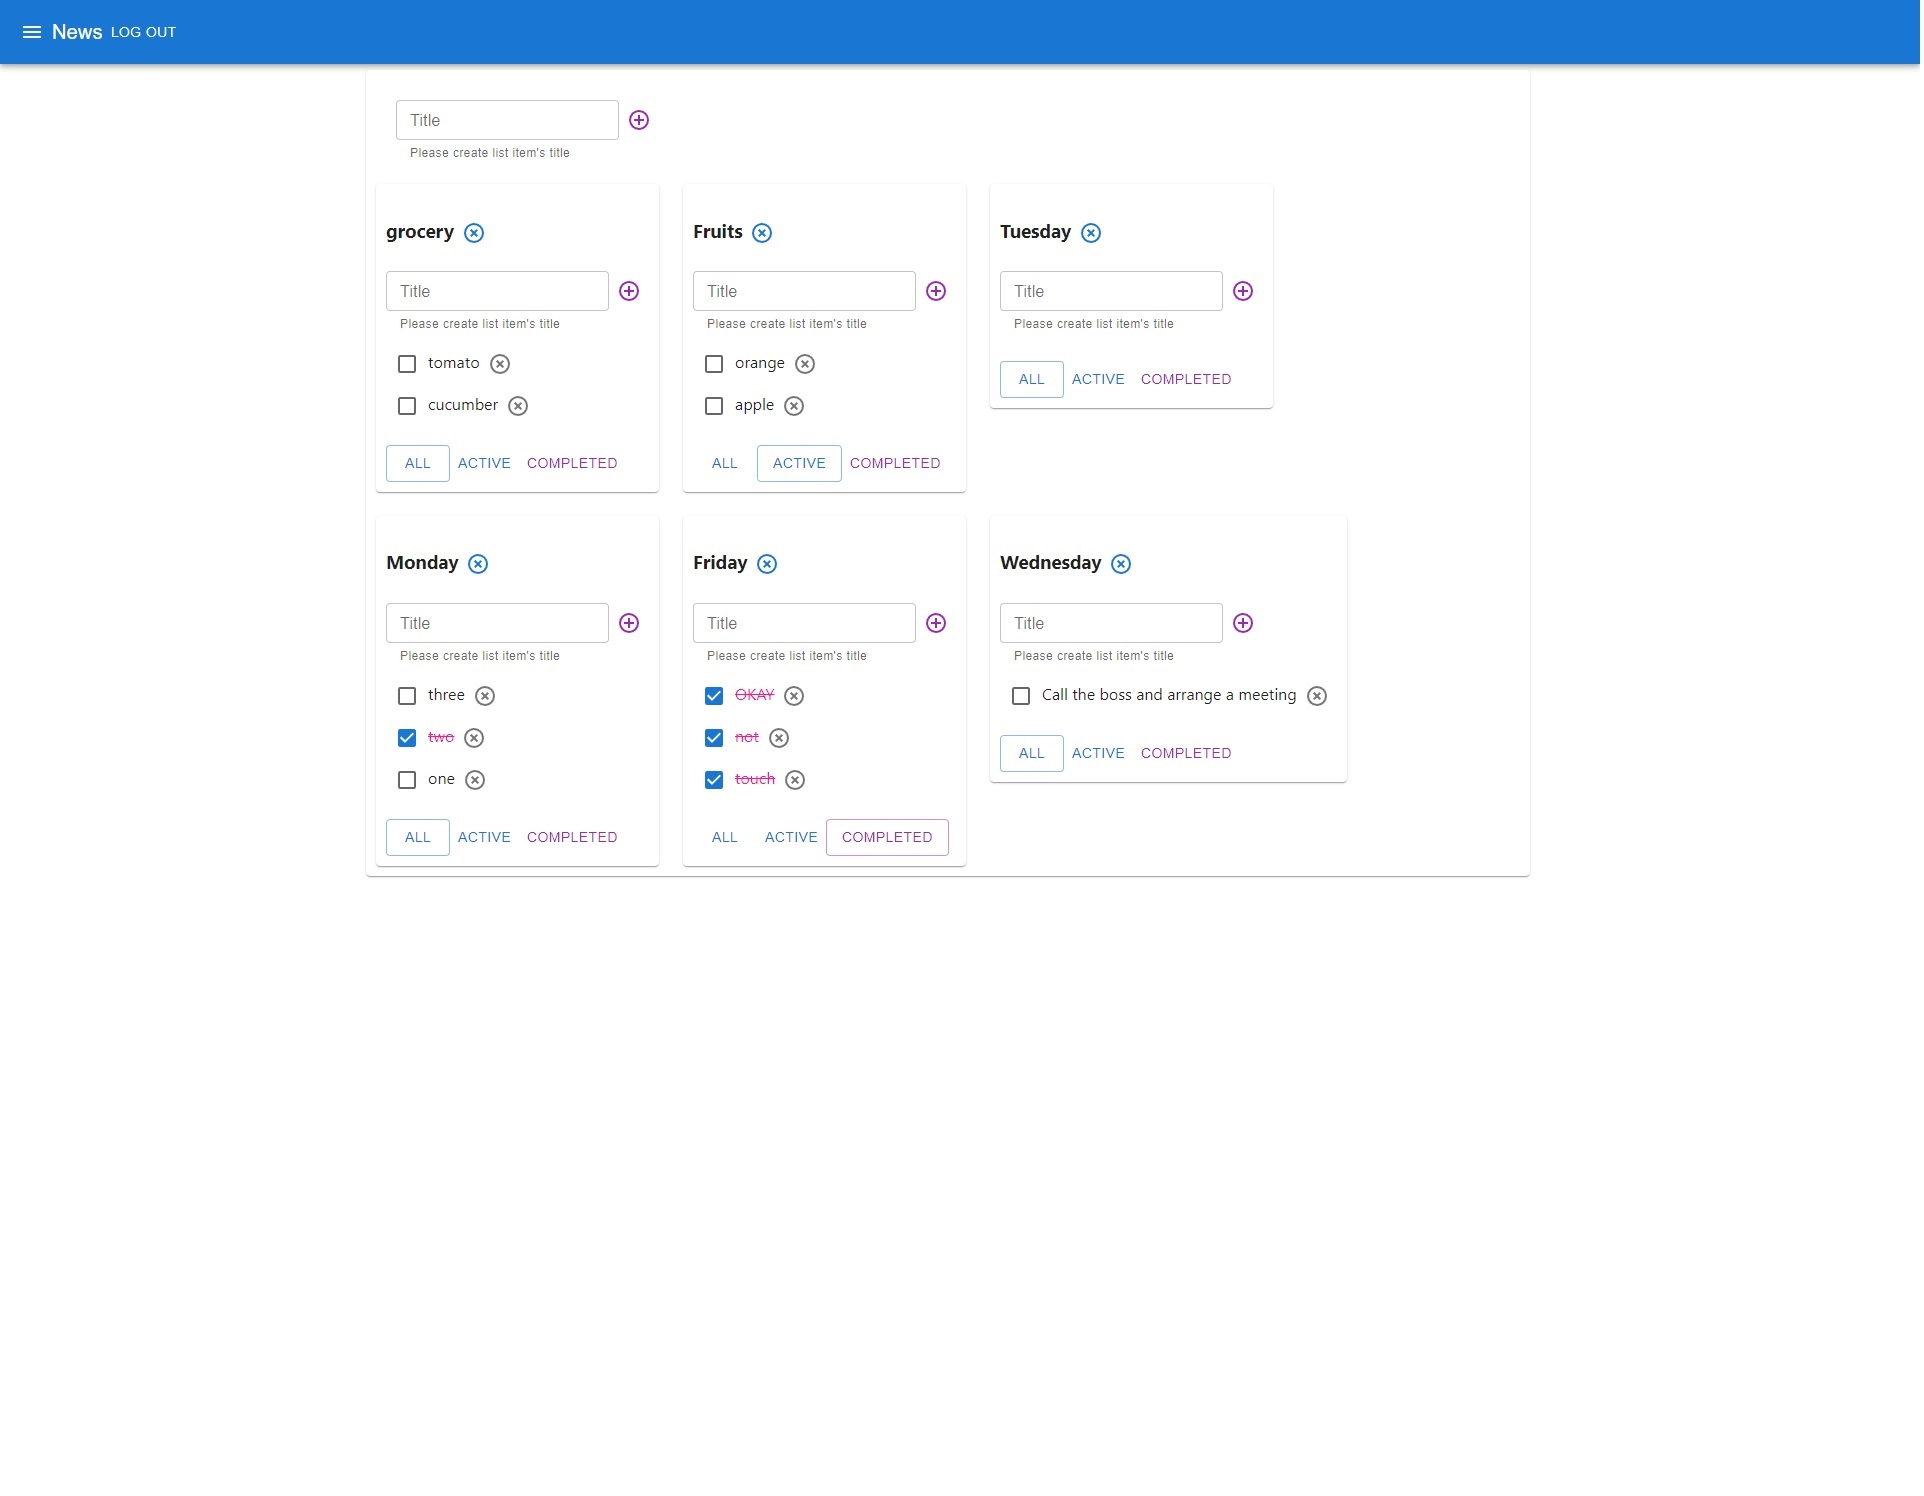 News LOG OUT
Title
Please create list item's title
grocery
Title
Please create list item's title
tomato
cucumber
ALL ACTIVE COMPLETED
Fruits
Title
Please create list item's title
orange
apple
ALL ACTIVE COMPLETED
Tuesday
Title
Please create list item's title
ALL ACTIVE COMPLETED
Monday
Title
Please create list item's title
three
two
one
ALL ACTIVE COMPLETED
Friday
Title
Please create list item's title
OKAY
not
touch
ALL ACTIVE COMPLETED
Wednesday
Title
Please create list item's title
Call the boss and arrange a meeting
ALL ACTIVE COMPLETED